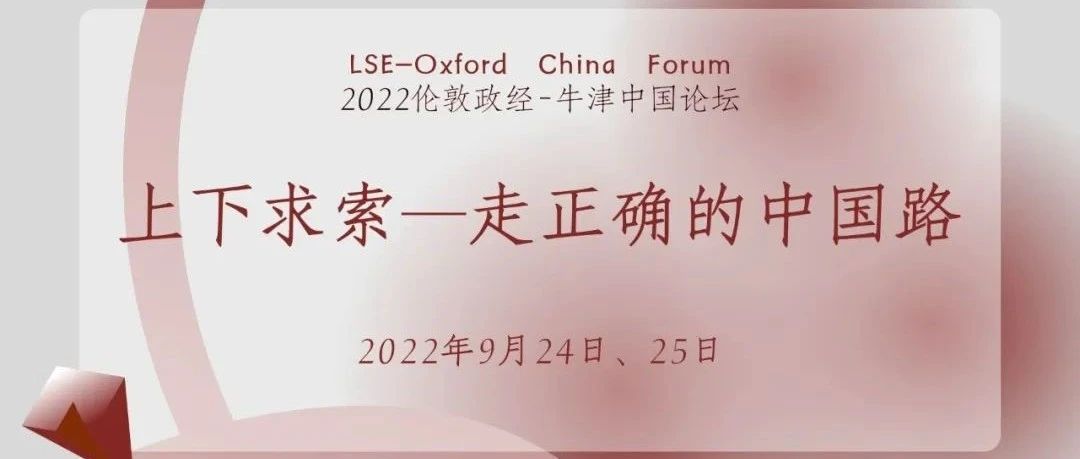 LSE-Oxford China Forum
2022伦敦政经-牛津中国论坛
上下求索—走正确的中国路
2022年9月24日、25日